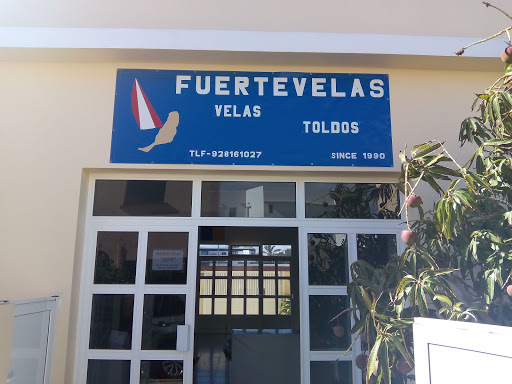 FUERTEVELAS
VELAS
TOLDOS
TLF-928161027
SINCE 1990